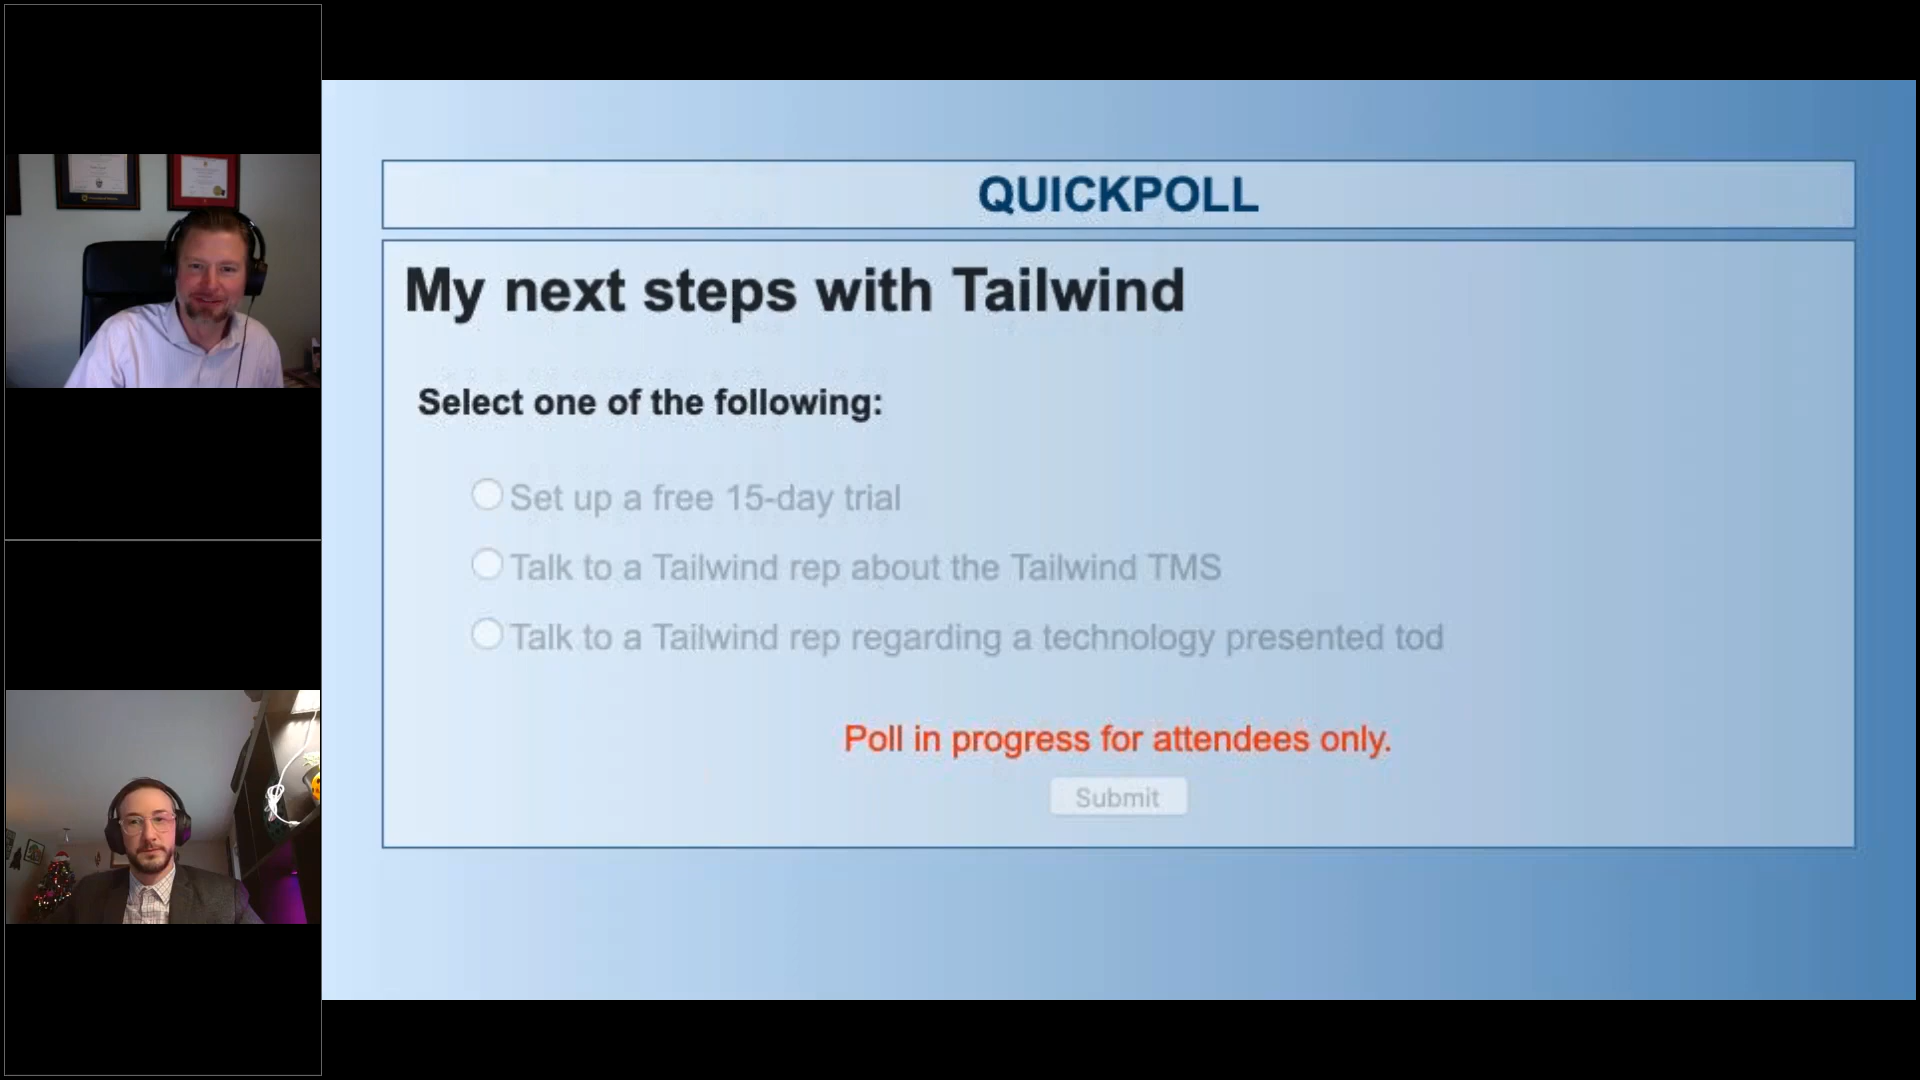 QUICKPOLL
My next steps with Tailwind
Select one of the following:
Set up a free 15-day trial
Talk to a Tailwind rep about the Tailwind TMS
Talk to a Tailwind rep regarding a technology presented tod
Poll in progress for attendees only.
Submit